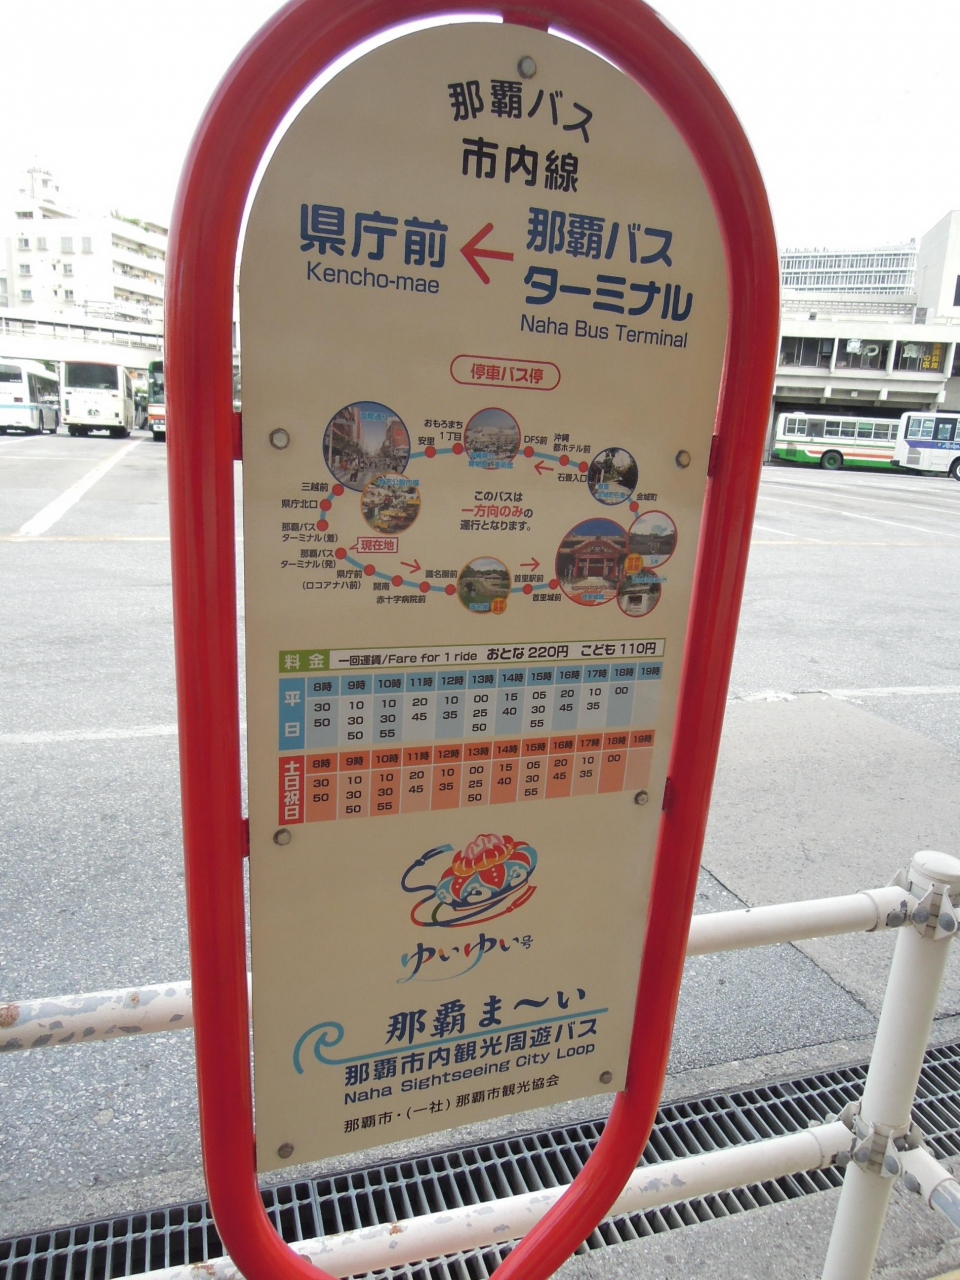 那覇バス
市内線
県庁前
Kencho-mae
那覇バス
ターミナル
Naha Bus Terminal
停車バス停
おもろまち
1丁目
安里
DFS前
沖縄
都ホテル前
石畳入口
金城町
三越前
県庁北口
那覇バス
ターミナル(着)
那覇バス
ターミナル(発)
現在地
県庁前
(ロコアナハ前)
開南
赤十字病院前
識名園前
首里駅前
首里城前
このバスは
一方向のみの
運行となります。
料金 一回運賃/Fare for 1 ride おとな220円 こども110円
平日
8時 9時 10時 11時 12時 13時 14時 15時 16時 17時 18時 19時
30 10 10 20 10 00 15 05 20 10 00
50 30 30 45 35 25 40 30 45 35
50 55 50 55
土日祝日
8時 9時 10時 11時 12時 13時 14時 15時 16時 17時 18時 19時
30 10 10 20 10 00 15 05 20 10 00
50 30 30 45 35 25 40 30 45 35
50 55 50 55
ゆいゆい号
那覇ま〜い
那覇市内観光周遊バス
Naha Sightseeing City Loop
那覇市・(一社)那覇市観光協会